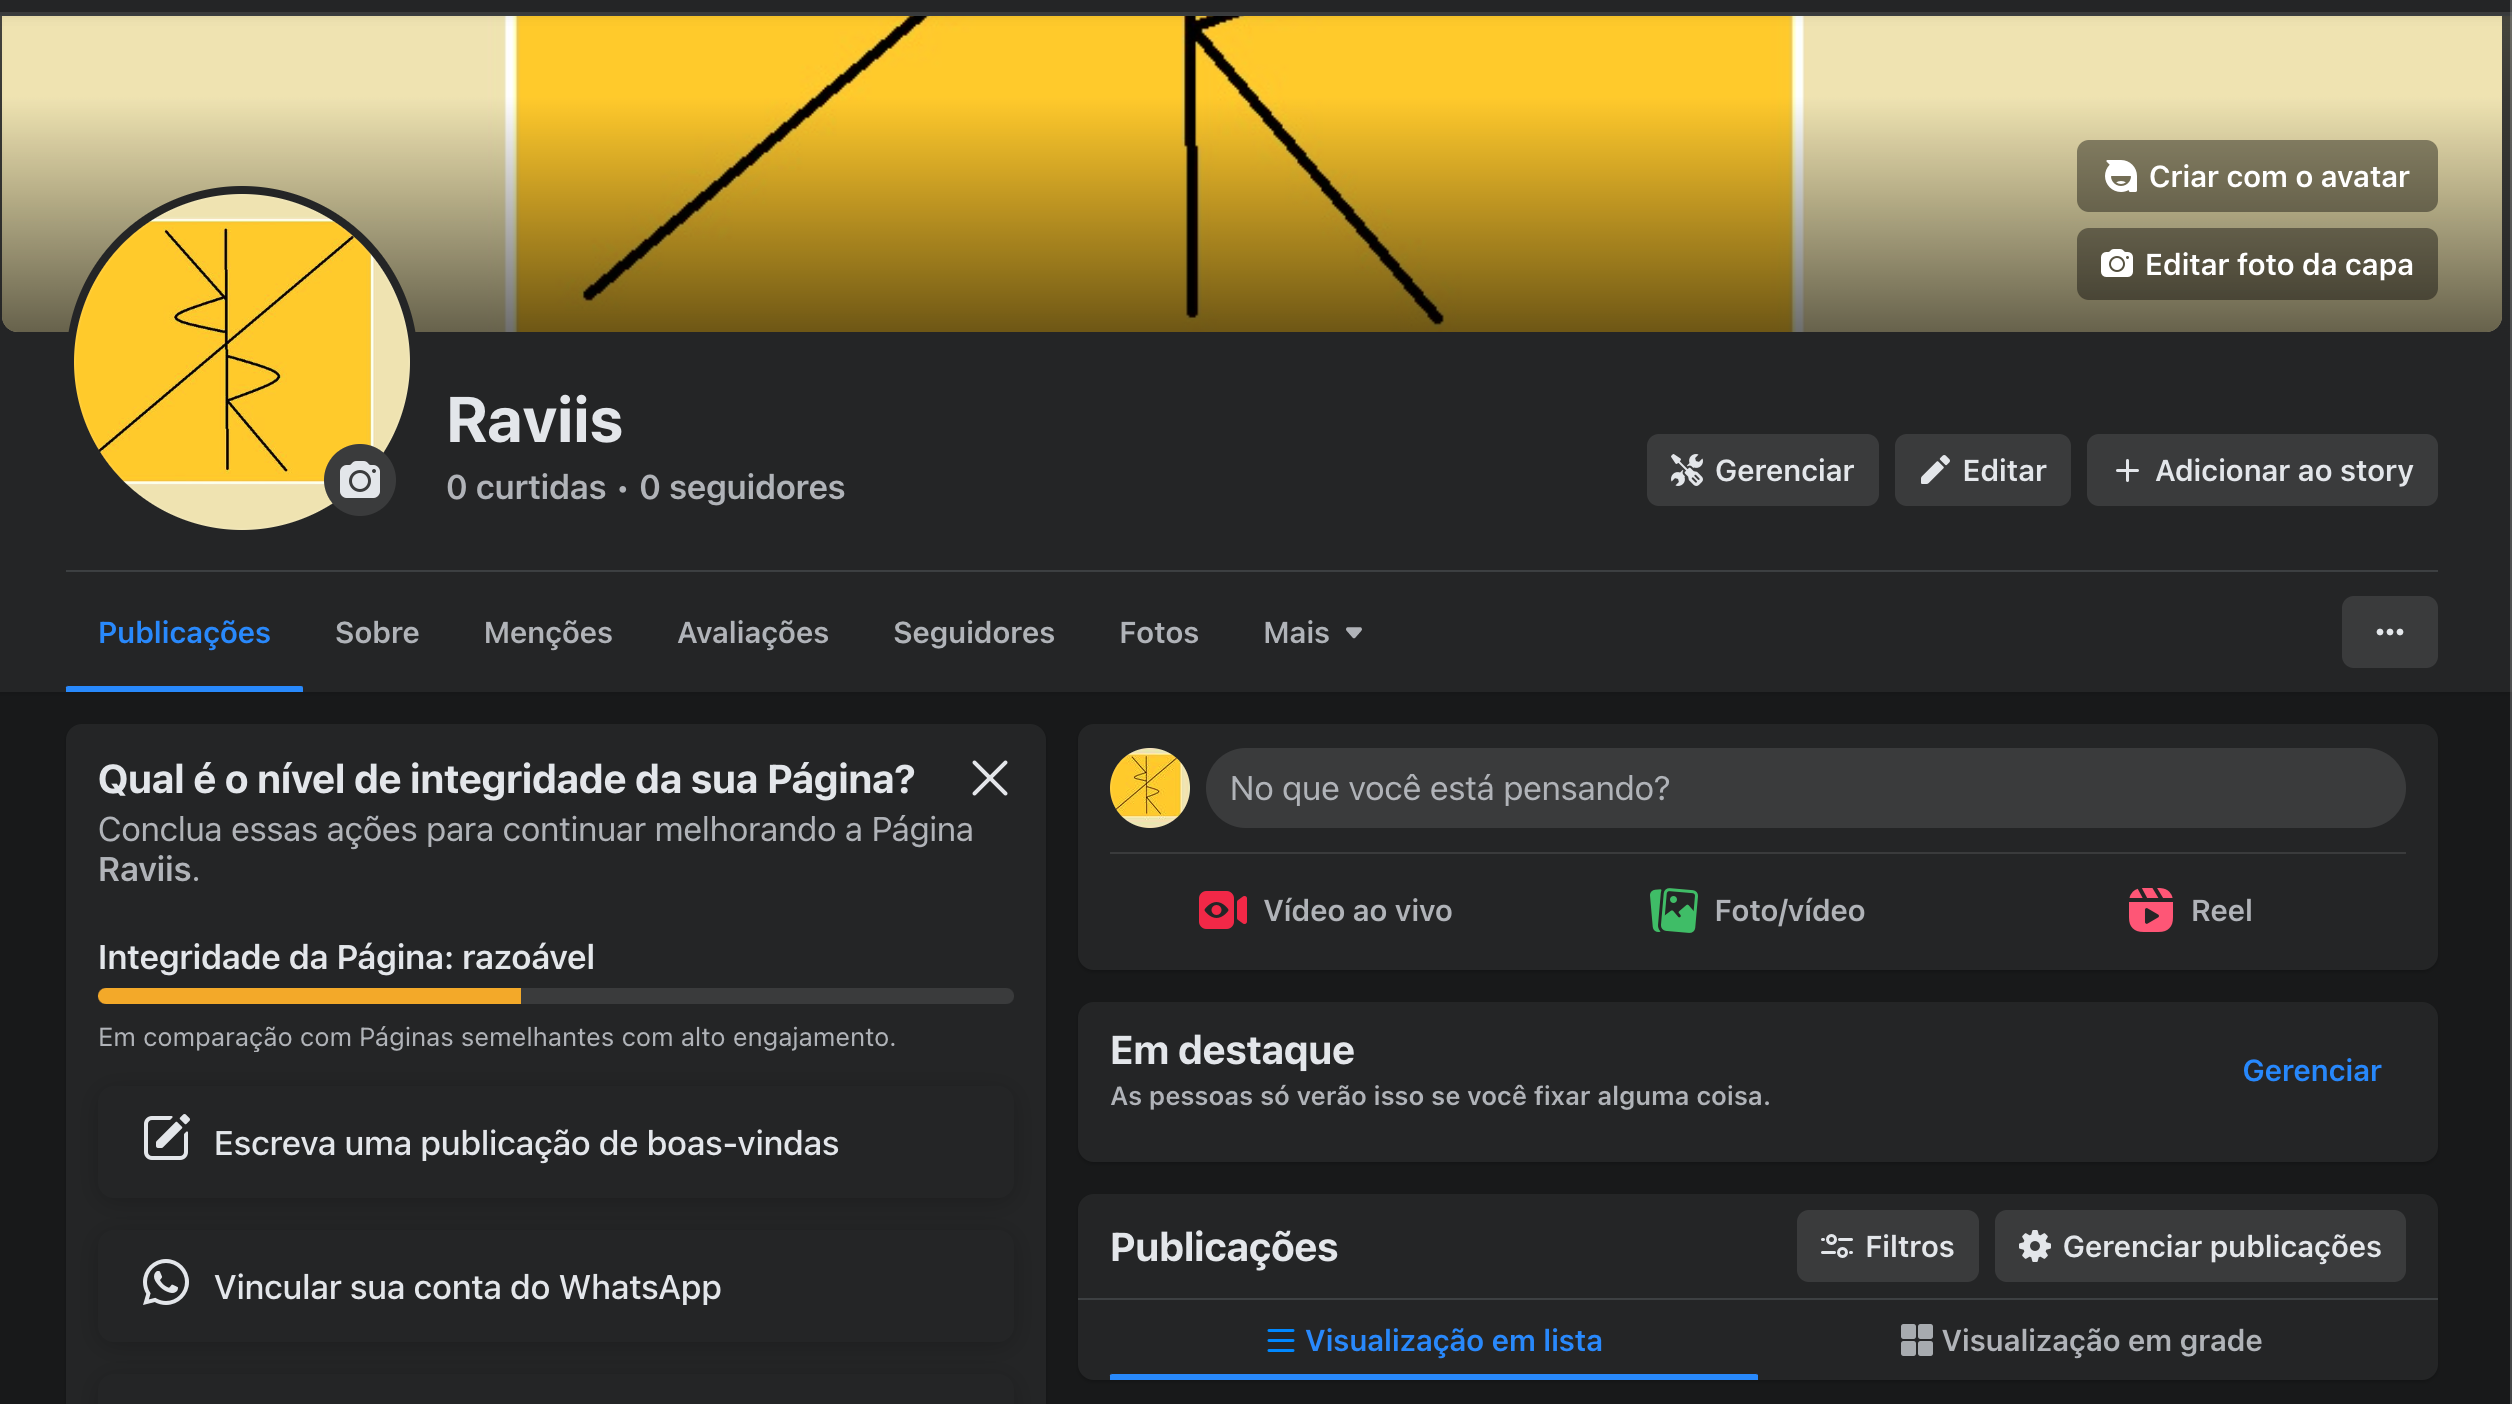 Criar com o avatar
Editar foto da capa
Raviis
0 curtidas • 0 seguidores
Gerenciar
Editar
Adicionar ao story
Publicações
Sobre
Menções
Avaliações
Seguidores
Fotos
Mais
Qual é o nível de integridade da sua Página?
Conclua essas ações para continuar melhorando a Página
Raviis.
Integridade da Página: razoável
Em comparação com Páginas semelhantes com alto engajamento.
Escreva uma publicação de boas-vindas
Vincular sua conta do WhatsApp
No que você está pensando?
Vídeo ao vivo
Foto/vídeo
Reel
Em destaque
As pessoas só verão isso se você fixar alguma coisa.
Gerenciar
Publicações
Filtros
Gerenciar publicações
Visualização em lista
Visualização em grade